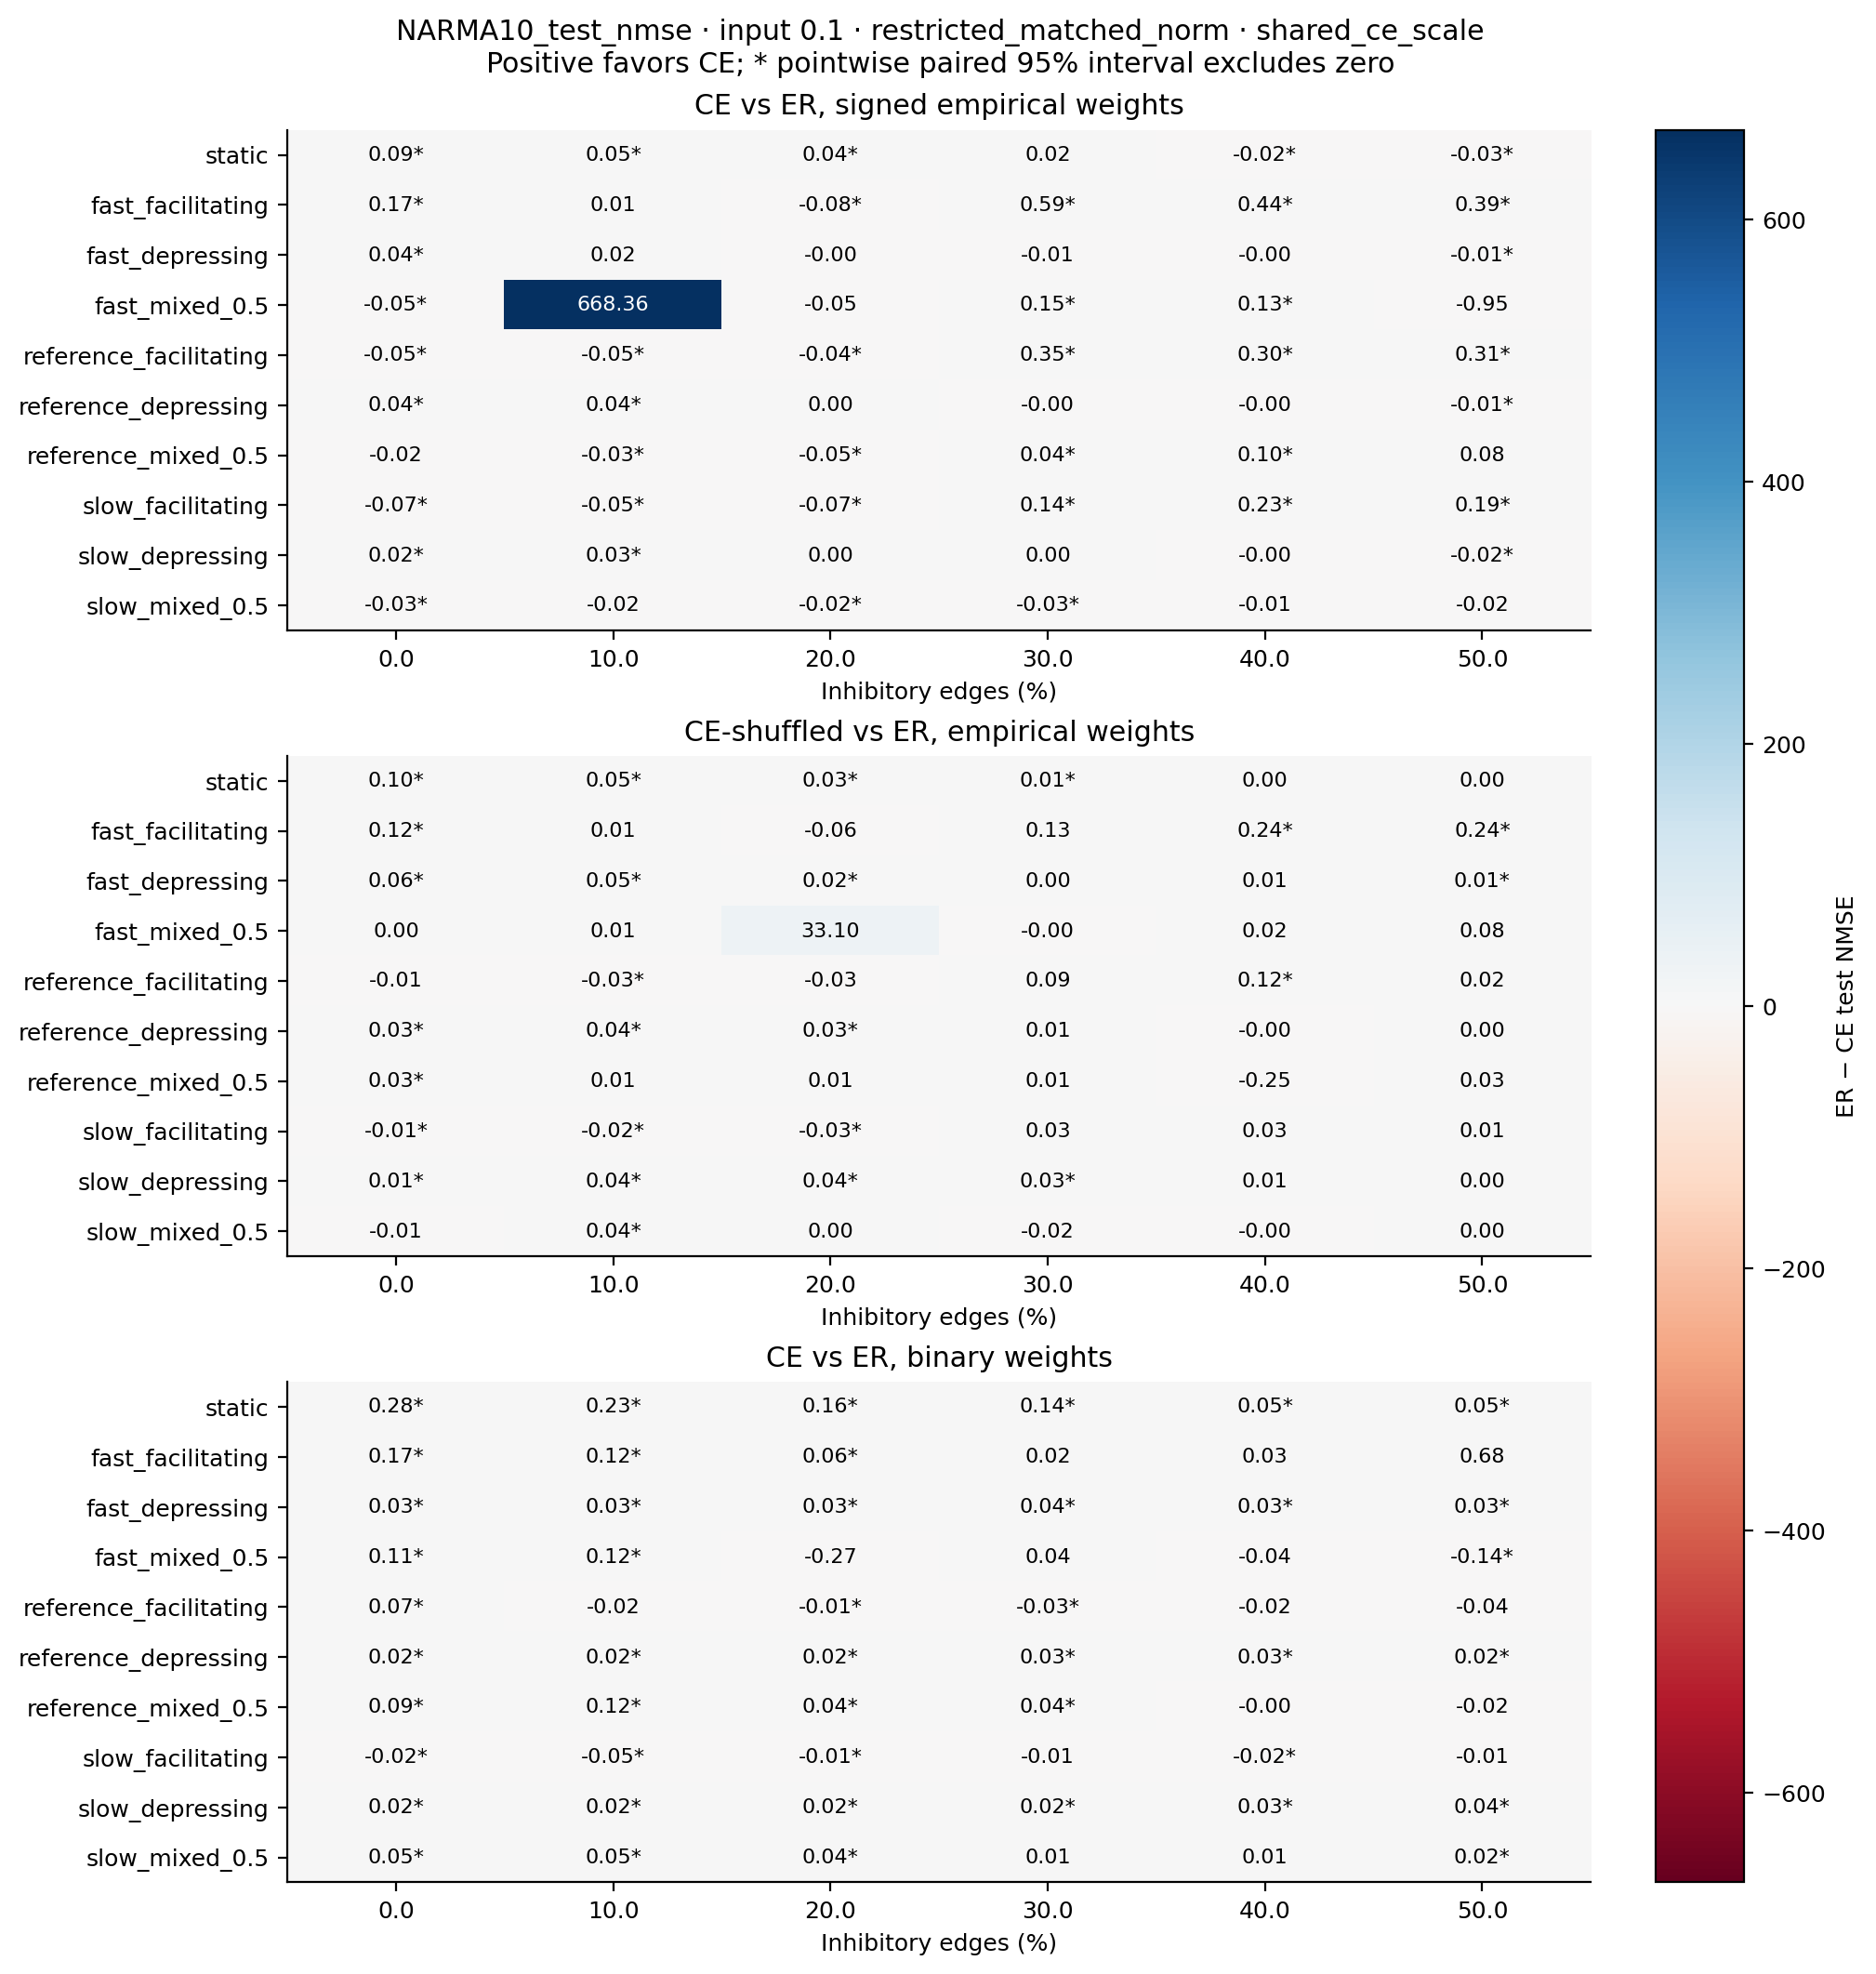 NARMA10_test_nmse · input 0.1 · restricted_matched_norm · shared_ce_scale
Positive favors CE; * pointwise paired 95% interval excludes zero
CE vs ER, signed empirical weights
static 0.09* 0.05* 0.04* 0.02 -0.02* -0.03*
fast_facilitating 0.17* 0.01 -0.08* 0.59* 0.44* 0.39*
fast_depressing 0.04* 0.02 -0.00 -0.01 -0.00 -0.01*
fast_mixed_0.5 -0.05* 668.36 -0.05 0.15* 0.13* -0.95
reference_facilitating -0.05* -0.05* -0.04* 0.35* 0.30* 0.31*
reference_depressing 0.04* 0.04* 0.00 -0.00 -0.00 -0.01*
reference_mixed_0.5 -0.02 -0.03* -0.05* 0.04* 0.10* 0.08
slow_facilitating -0.07* -0.05* -0.07* 0.14* 0.23* 0.19*
slow_depressing 0.02* 0.03* 0.00 0.00 -0.00 -0.02*
slow_mixed_0.5 -0.03* -0.02 -0.02* -0.03* -0.01 -0.02
0.0 10.0 20.0 30.0 40.0 50.0
Inhibitory edges (%)
CE-shuffled vs ER, empirical weights
static 0.10* 0.05* 0.03* 0.01* 0.00 0.00
fast_facilitating 0.12* 0.01 -0.06 0.13 0.24* 0.24*
fast_depressing 0.06* 0.05* 0.02* 0.00 0.01 0.01*
fast_mixed_0.5 0.00 0.01 33.10 -0.00 0.02 0.08
reference_facilitating -0.01 -0.03* -0.03 0.09 0.12* 0.02
reference_depressing 0.03* 0.04* 0.03* 0.01 -0.00 0.00
reference_mixed_0.5 0.03* 0.01 0.01 0.01 -0.25 0.03
slow_facilitating -0.01* -0.02* -0.03* 0.03 0.03 0.01
slow_depressing 0.01* 0.04* 0.04* 0.03* 0.01 0.00
slow_mixed_0.5 -0.01 0.04* 0.00 -0.02 -0.00 0.00
0.0 10.0 20.0 30.0 40.0 50.0
Inhibitory edges (%)
CE vs ER, binary weights
static 0.28* 0.23* 0.16* 0.14* 0.05* 0.05*
fast_facilitating 0.17* 0.12* 0.06* 0.02 0.03 0.68
fast_depressing 0.03* 0.03* 0.03* 0.04* 0.03* 0.03*
fast_mixed_0.5 0.11* 0.12* -0.27 0.04 -0.04 -0.14*
reference_facilitating 0.07* -0.02 -0.01* -0.03* -0.02 -0.04
reference_depressing 0.02* 0.02* 0.02* 0.03* 0.03* 0.02*
reference_mixed_0.5 0.09* 0.12* 0.04* 0.04* -0.00 -0.02
slow_facilitating -0.02* -0.05* -0.01* -0.01 -0.02* -0.01
slow_depressing 0.02* 0.02* 0.02* 0.02* 0.03* 0.04*
slow_mixed_0.5 0.05* 0.05* 0.04* 0.01 0.01 0.02*
0.0 10.0 20.0 30.0 40.0 50.0
Inhibitory edges (%)
600
400
200
0
−200
−400
−600
ER − CE test NMSE